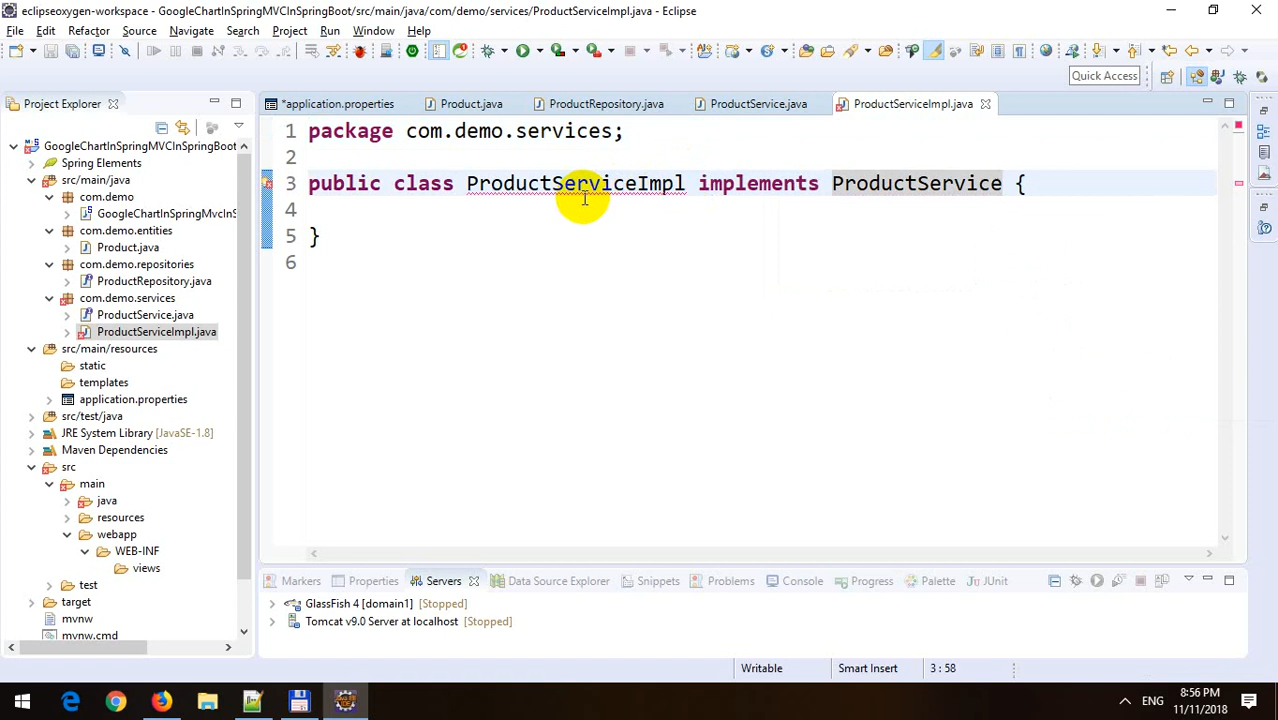 eclipseoxygen-workspace - GoogleChartInSpringMVCInSpringBoot/src/main/java/com/demo/services/ProductServiceImpl.java - Eclipse
File Edit Refactor Source Navigate Search Project Run Window Help
Quick Access
Project Explorer
*application.properties Product.java ProductRepository.java ProductService.java ProductServiceImpl.java
GoogleChartInSpringMVCInSpringBoot
Spring Elements
src/main/java
com.demo
GoogleChartInSpringMvcInS
com.demo.entities
Product.java
com.demo.repositories
ProductRepository.java
com.demo.services
ProductService.java
ProductServiceImpl.java
src/main/resources
static
templates
application.properties
src/test/java
JRE System Library [JavaSE-1.8]
Maven Dependencies
src
main
java
resources
webapp
WEB-INF
views
test
target
mvnw
mvnw.cmd
1 package com.demo.services;
2
3 public class ProductServiceImpl implements ProductService {
4
5 }
6
Markers Properties Servers Data Source Explorer Snippets Problems Console Progress Palette JUnit
GlassFish 4 [domain1] [Stopped]
Tomcat v9.0 Server at localhost [Stopped]
Writable Smart Insert 3 : 58
ENG
8:56 PM
11/11/2018